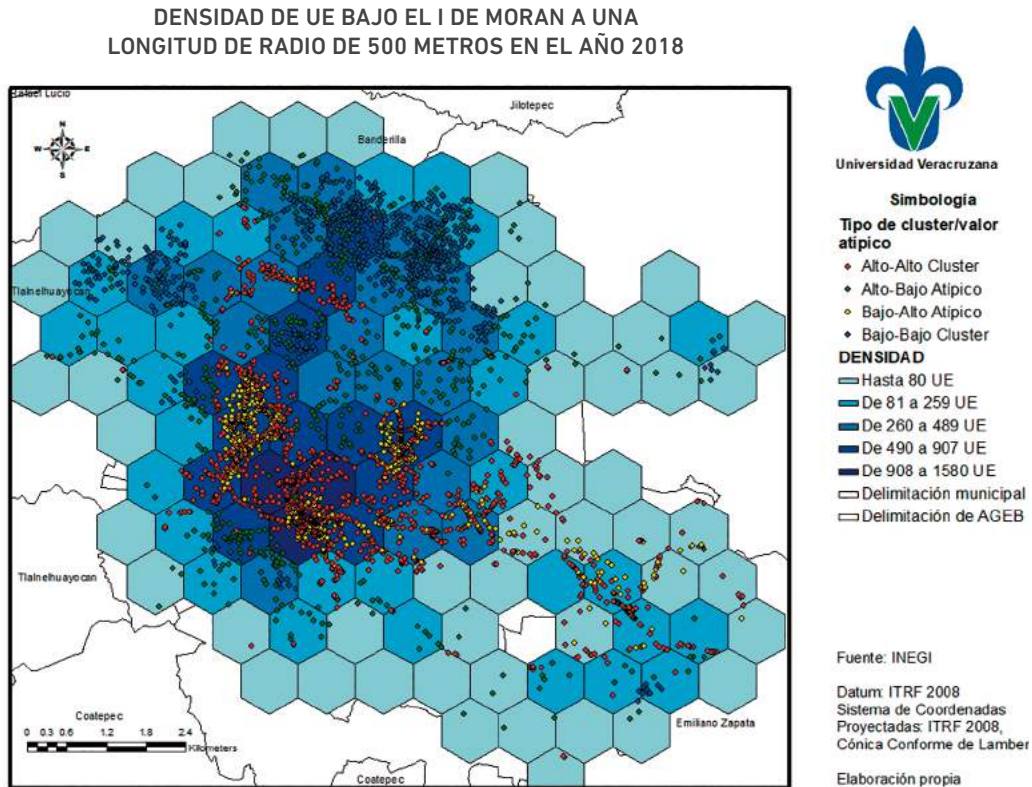 DENSIDAD DE UE BAJO EL I DE MORAN A UNA
LONGITUD DE RADIO DE 500 METROS EN EL AÑO 2018
Rafael Lucio
Jilotepec
Banderilla
N
W E
S
Tlalnelhuayocan
Tlalnelhuayocan
Coatepec
0 0.3 0.6 1.2 1.8 2.4
Kilometers
Coatepec
Emiliano Zapata
Universidad Veracruzana
Simbología
Tipo de cluster/valor
atípico
Alto-Alto Cluster
Alto-Bajo Atípico
Bajo-Alto Atípico
Bajo-Bajo Cluster
DENSIDAD
Hasta 80 UE
De 81 a 259 UE
De 260 a 489 UE
De 490 a 907 UE
De 908 a 1580 UE
Delimitación municipal
Delimitación de AGEB
Fuente: INEGI
Datum: ITRF 2008
Sistema de Coordenadas
Proyectadas: ITRF 2008,
Cónica Conforme de Lamber
Elaboración propia